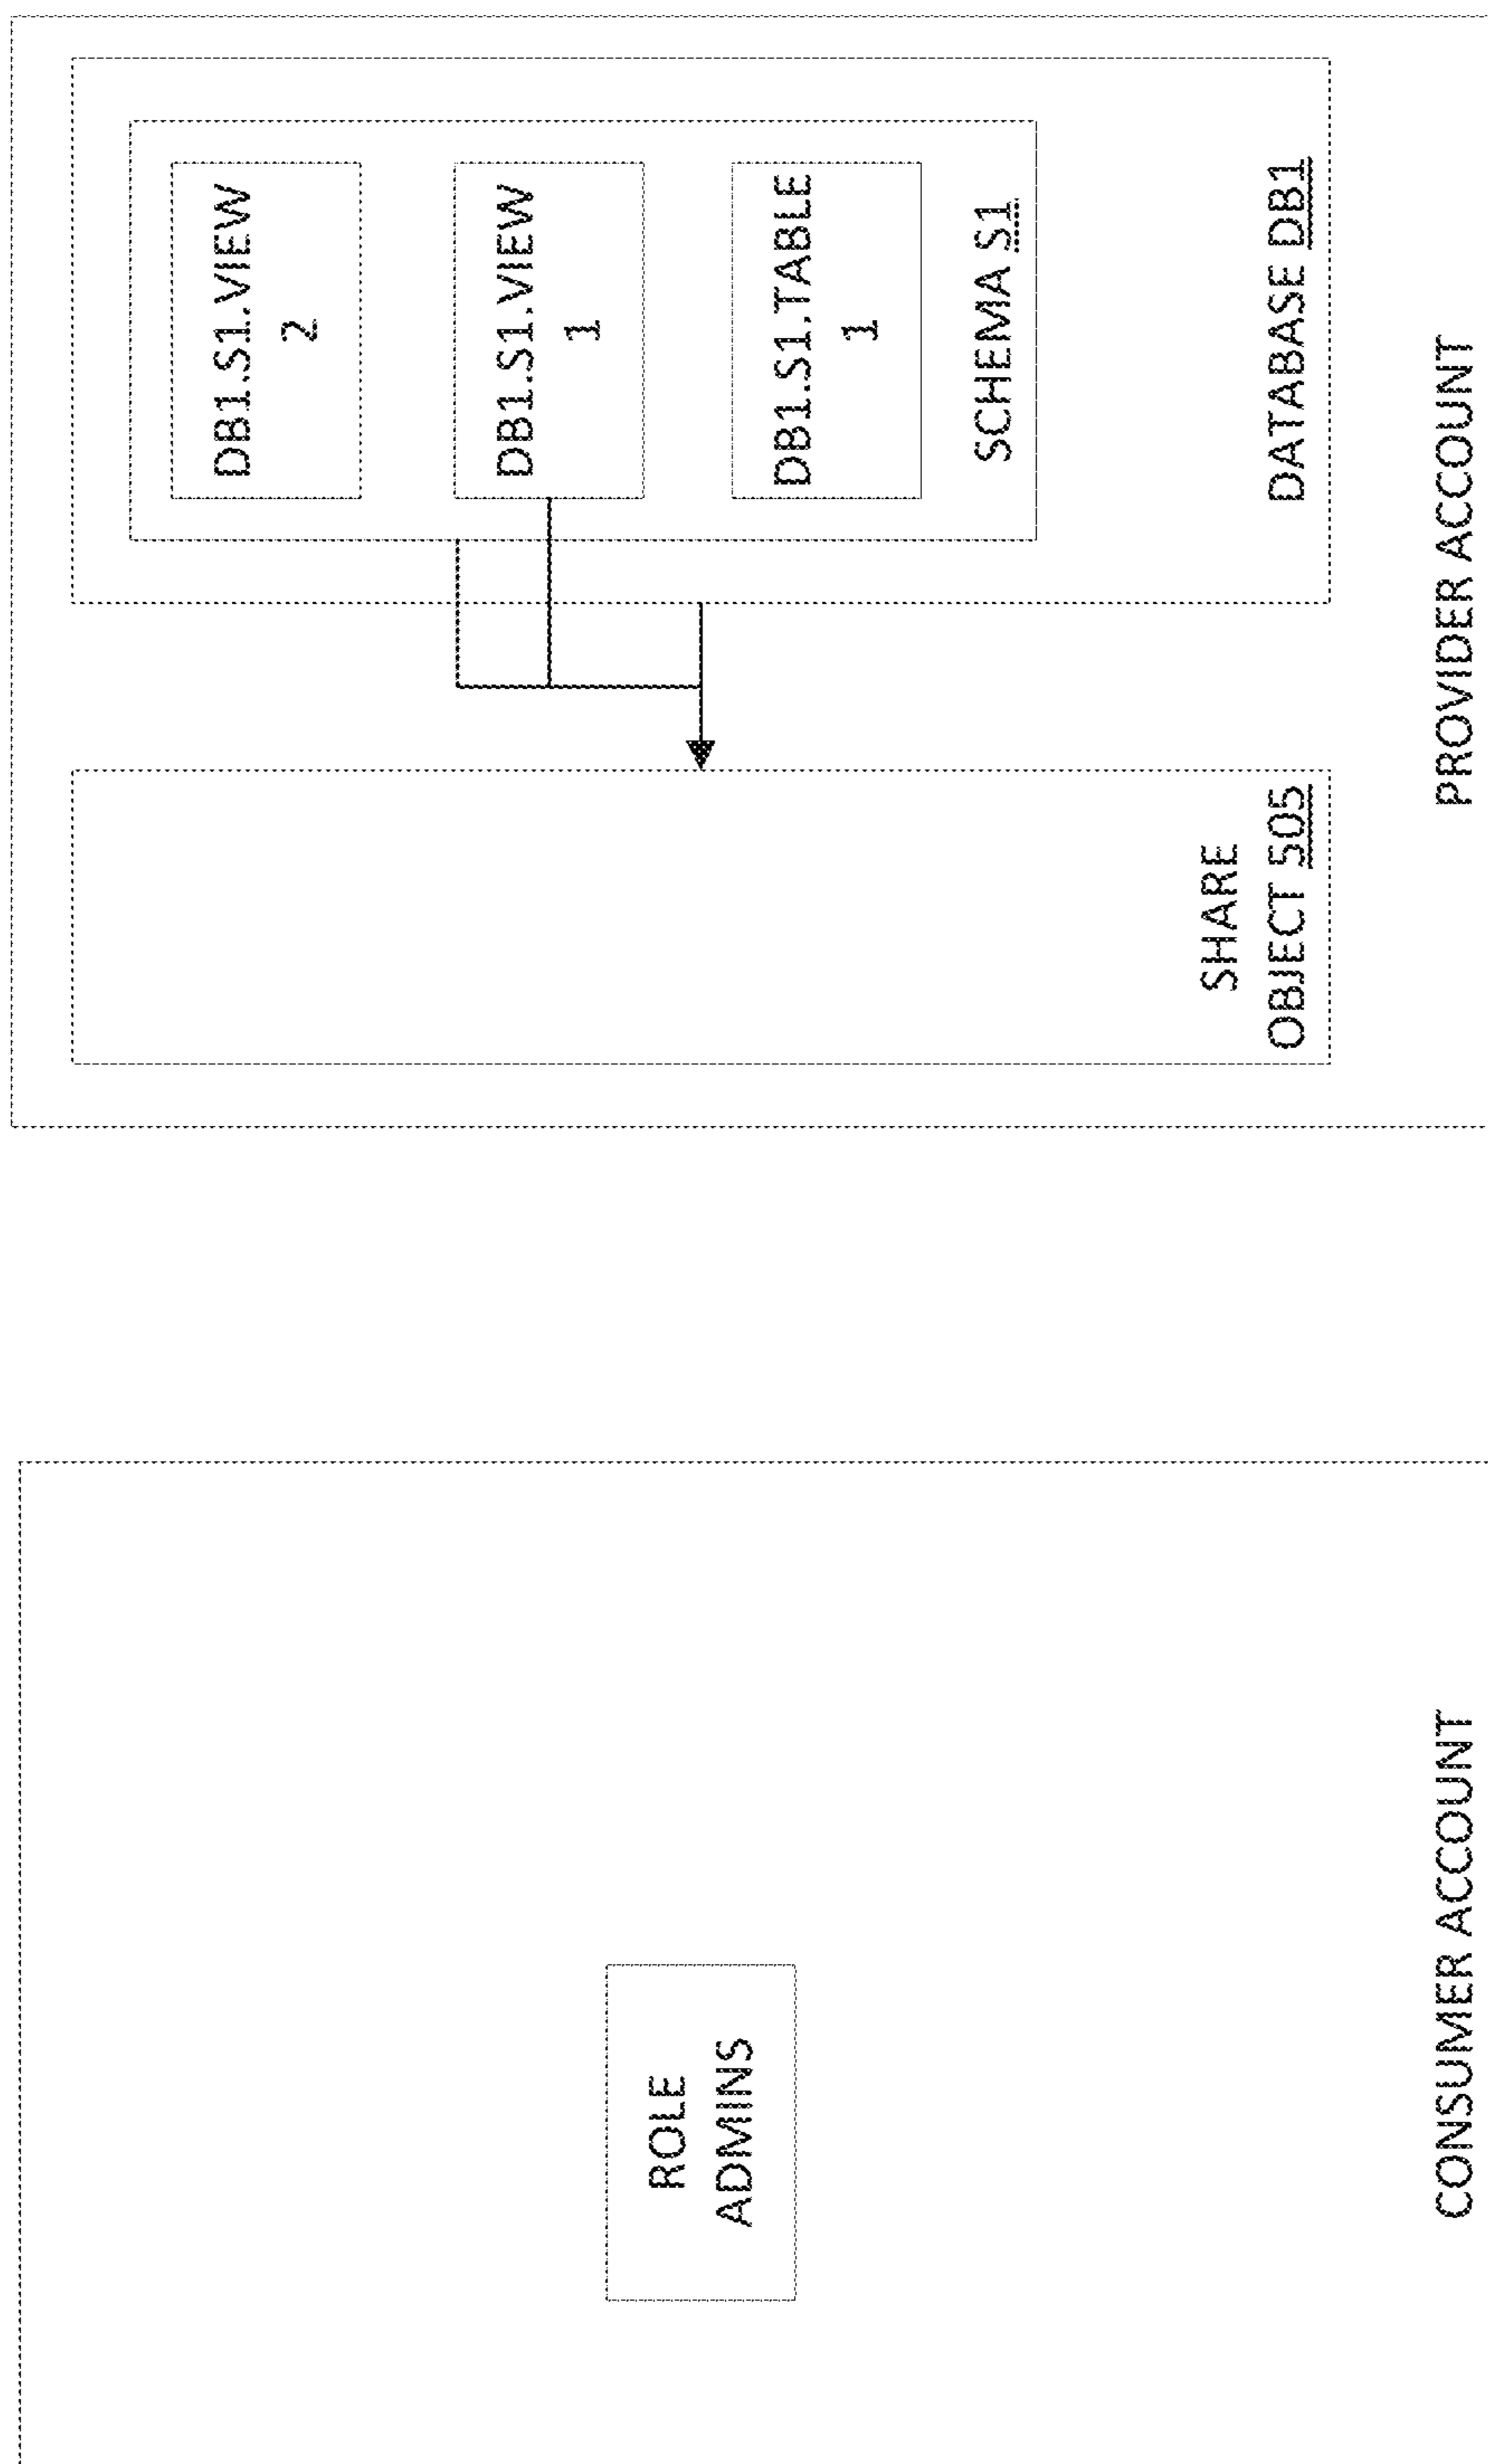 ROLE
ADMINS
CONSUMER ACCOUNT
SHARE
OBJECT 505
DB1.S1.VIEW
2
DB1.S1.VIEW
1
DB1.S1.TABLE
1
SCHEMA S1
DATABASE DB1
PROVIDER ACCOUNT